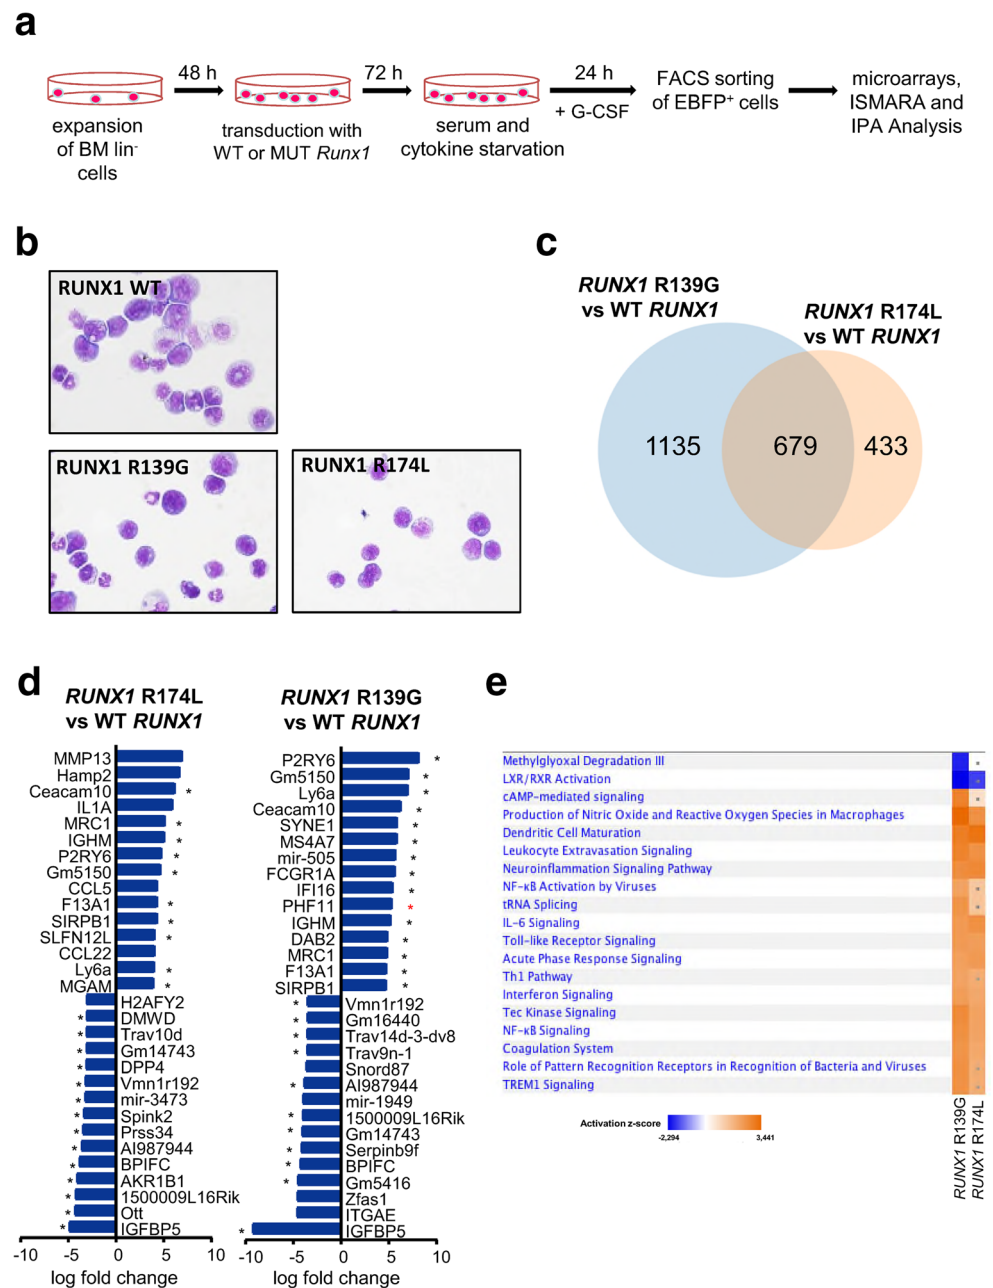 a
48 h
72 h
24 h
+ G-CSF
expansion
of BM lin-
cells
transduction with
WT or MUT Runx1
serum and
cytokine starvation
FACS sorting
of EBFP+ cells
microarrays,
ISMARA and
IPA Analysis
b
RUNX1 WT
RUNX1 R139G
RUNX1 R174L
c
RUNX1 R139G
vs WT RUNX1
RUNX1 R174L
vs WT RUNX1
1135
679
433
d
RUNX1 R174L
vs WT RUNX1
MMP13
Hamp2
Ceacam10 *
IL1A
MRC1 *
IGHM *
P2RY6 *
Gm5150 *
CCL5
F13A1 *
SIRPB1 *
SLFN12L *
CCL22
Ly6a *
MGAM *
H2AFY2
* DMWD
* Trav10d
* Gm14743
* DPP4
* Vmn1r192
* mir-3473
* Spink2
* Prss34
* AI987944
* BPIFC
* AKR1B1
* 1500009L16Rik
* Ott
* IGFBP5
-10 -5 0 5 10
log fold change
RUNX1 R139G
vs WT RUNX1
P2RY6 *
Gm5150 *
Ly6a *
Ceacam10 *
SYNE1 *
MS4A7 *
mir-505 *
FCGR1A *
IFI16 *
PHF11 *
IGHM *
DAB2 *
MRC1 *
F13A1 *
SIRPB1 *
* Vmn1r192
* Gm16440
* Trav14d-3-dv8
* Trav9n-1
Snord87
* AI987944
mir-1949
* 1500009L16Rik
* Gm14743
* Serpinb9f
* BPIFC
* Gm5416
Zfas1
ITGAE
* IGFBP5
-10 -5 0 5 10
log fold change
e
Methylglyoxal Degradation III
LXR/RXR Activation
cAMP-mediated signaling
Production of Nitric Oxide and Reactive Oxygen Species in Macrophages
Dendritic Cell Maturation
Leukocyte Extravasation Signaling
Neuroinflammation Signaling Pathway
NF-κB Activation by Viruses
tRNA Splicing
IL-6 Signaling
Toll-like Receptor Signaling
Acute Phase Response Signaling
Th1 Pathway
Interferon Signaling
Tec Kinase Signaling
NF-κB Signaling
Coagulation System
Role of Pattern Recognition Receptors in Recognition of Bacteria and Viruses
TREM1 Signaling
RUNX1 R139G
RUNX1 R174L
Activation z-score
-2,294 3,441